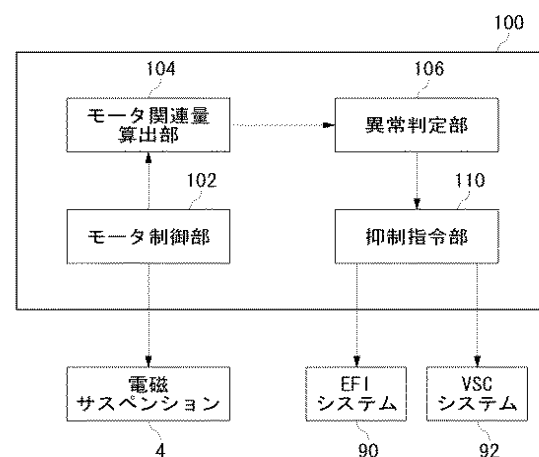 100
104
106
モータ関連量
算出部
異常判定部
102
110
モータ制御部
抑制指令部
電磁
サスペンション
EFI
システム
VSC
システム
4
90
92